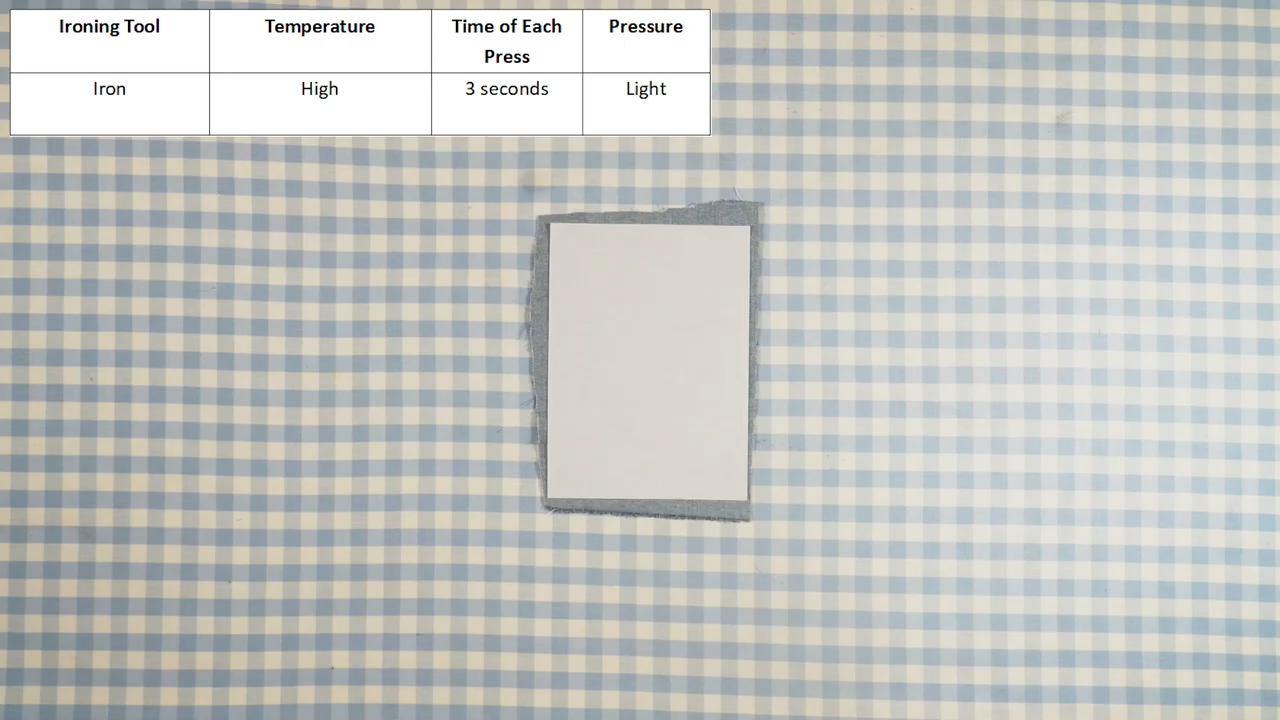 Ironing Tool Temperature Time of Each Press Pressure
Iron High 3 seconds Light